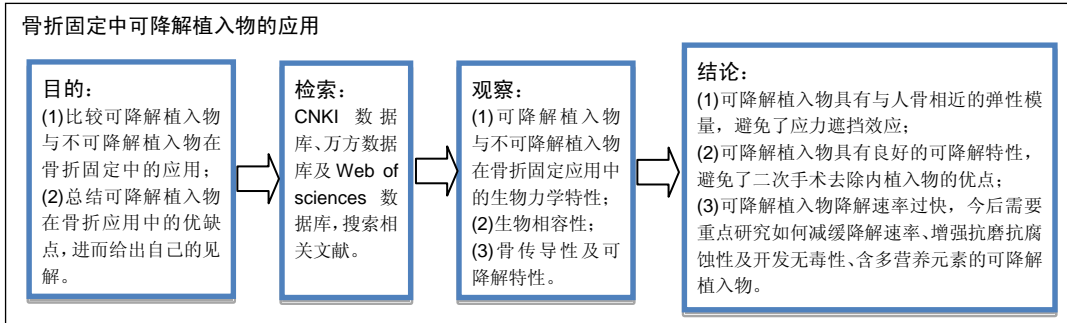 骨折固定中可降解植入物的应用
目的：
(1)比较可降解植入物
与不可降解植入物在
骨折固定中的应用；
(2)总结可降解植入物
在骨折应用中的优缺
点，进而给出自己的见
解。
检索：
CNKI 数据
库、万方数据
库及 Web of
sciences 数
据库，搜索相
关文献。
观察：
(1)可降解植入物
与不可降解植入物
在骨折固定应用中
的生物力学特性；
(2)生物相容性；
(3)骨传导性及可
降解特性。
结论：
(1)可降解植入物具有与人骨相近的弹性模
量，避免了应力遮挡效应；
(2)可降解植入物具有良好的可降解特性，
避免了二次手术去除内植入物的优点；
(3)可降解植入物降解速率过快，今后需要
重点研究如何减缓降解速率、增强抗磨抗腐
蚀性及开发无毒性、含多营养元素的可降解
植入物。